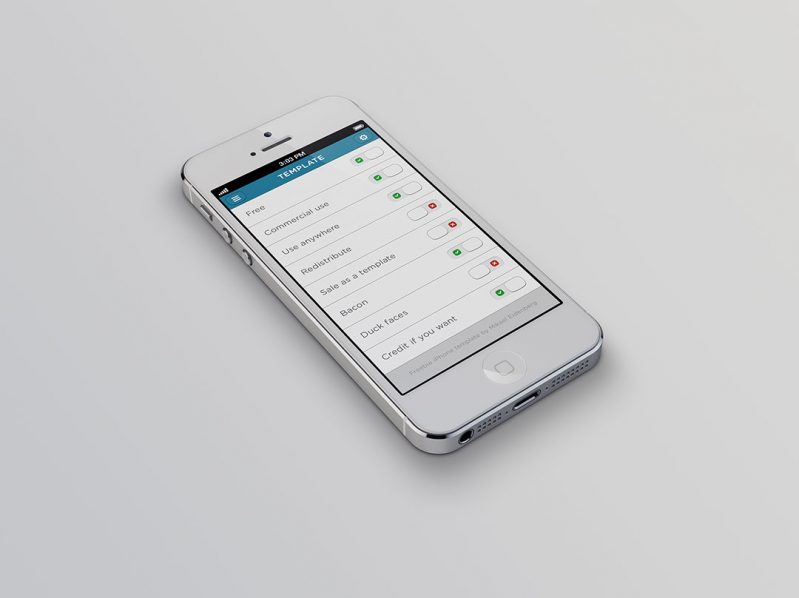 3:03 PM
TEMPLATE
Free
Commercial use
Use anywhere
Redistribute
Sale as a template
Bacon
Duck faces
Credit if you want
Freebie iPhone template by Mikael Eidenberg